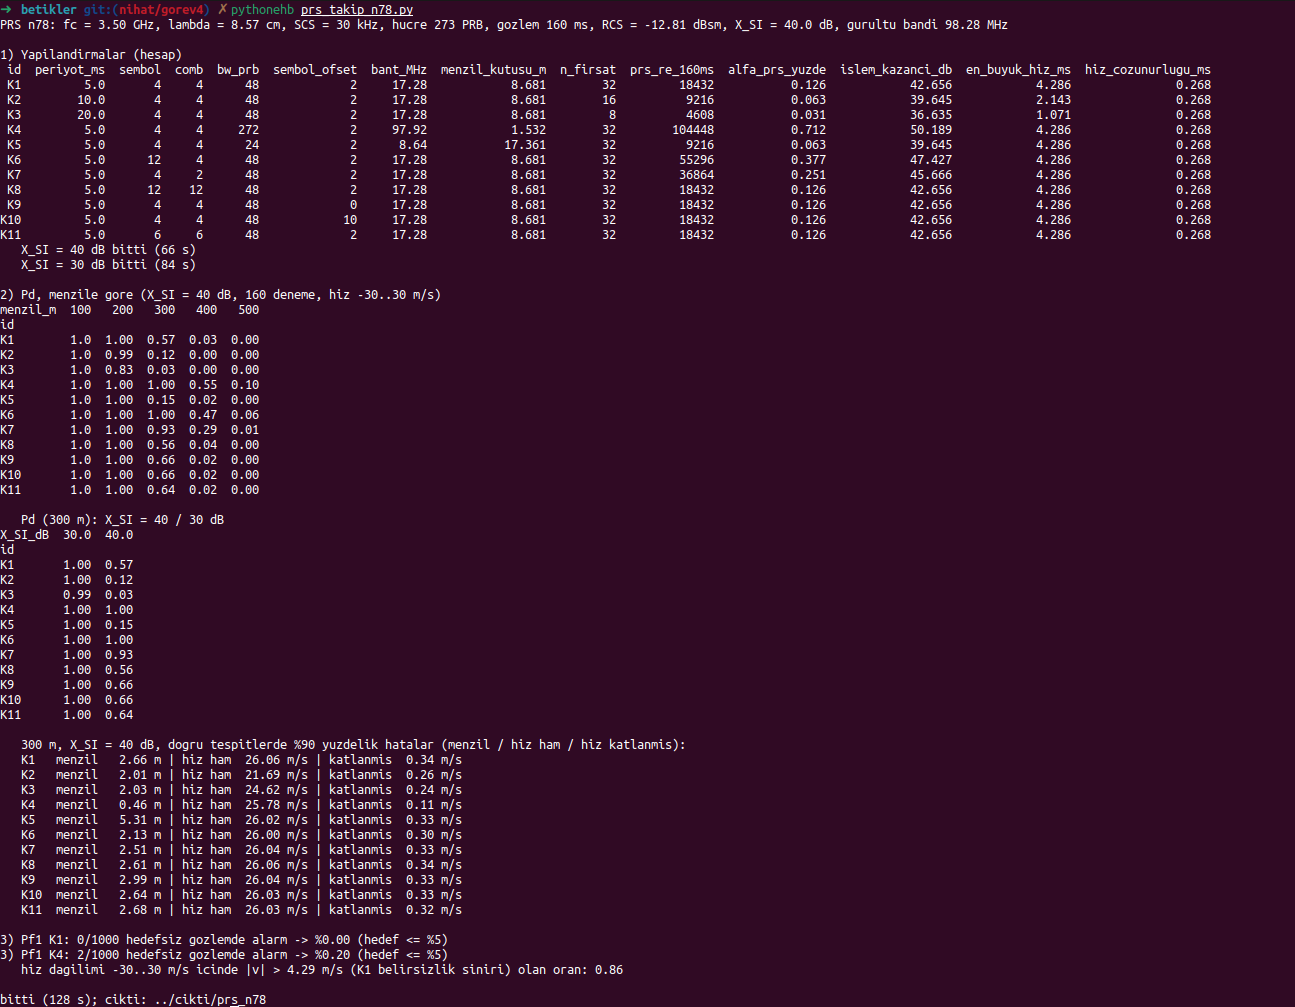 → betikler git:(nihat/gorev4) ✗ pythonehb prs_takip_n78.py
PRS n78: fc = 3.50 GHz, lambda = 8.57 cm, SCS = 30 kHz, hucre 273 PRB, gozlem 160 ms, RCS = -12.81 dBsm, X_SI = 40.0 dB, gurultu bandi 98.28 MHz
1) Yapilandirmalar (hesap)
id periyot_ms sembol comb bw_prb sembol_ofset bant_MHz menzil_kutusu_m n_firsat prs_re_160ms alfa_prs_yuzde islem_kazanci_db en_buyuk_hiz_ms hiz_cozunurlugu_ms
K1 5.0 4 4 48 2 17.28 8.681 32 18432 0.126 42.656 4.286 0.268
K2 10.0 4 4 48 2 17.28 8.681 16 9216 0.063 39.645 2.143 0.268
K3 20.0 4 4 48 2 17.28 8.681 8 4608 0.031 36.635 1.071 0.268
K4 5.0 4 4 272 2 97.92 1.532 32 104448 0.712 50.189 4.286 0.268
K5 5.0 4 4 24 2 8.64 17.361 32 9216 0.063 39.645 4.286 0.268
K6 5.0 12 4 48 2 17.28 8.681 32 55296 0.377 47.427 4.286 0.268
K7 5.0 4 2 48 2 17.28 8.681 32 36864 0.251 45.666 4.286 0.268
K8 5.0 12 12 48 2 17.28 8.681 32 18432 0.126 42.656 4.286 0.268
K9 5.0 4 4 48 0 17.28 8.681 32 18432 0.126 42.656 4.286 0.268
K10 5.0 4 4 48 10 17.28 8.681 32 18432 0.126 42.656 4.286 0.268
K11 5.0 6 6 48 2 17.28 8.681 32 18432 0.126 42.656 4.286 0.268
X_SI = 40 dB bitti (66 s)
X_SI = 30 dB bitti (84 s)
2) Pd, menzile gore (X_SI = 40 dB, 160 deneme, hiz -30..30 m/s)
menzil_m 100 200 300 400 500
id
K1 1.0 1.00 0.57 0.03 0.00
K2 1.0 0.99 0.12 0.00 0.00
K3 1.0 0.83 0.03 0.00 0.00
K4 1.0 1.00 1.00 0.55 0.10
K5 1.0 1.00 0.15 0.02 0.00
K6 1.0 1.00 1.00 0.47 0.06
K7 1.0 1.00 0.93 0.29 0.01
K8 1.0 1.00 0.56 0.04 0.00
K9 1.0 1.00 0.66 0.02 0.00
K10 1.0 1.00 0.66 0.02 0.00
K11 1.0 1.00 0.64 0.02 0.00
Pd (300 m): X_SI = 40 / 30 dB
X_SI_dB 30.0 40.0
id
K1 1.00 0.57
K2 1.00 0.12
K3 0.99 0.03
K4 1.00 1.00
K5 1.00 0.15
K6 1.00 1.00
K7 1.00 0.93
K8 1.00 0.56
K9 1.00 0.66
K10 1.00 0.66
K11 1.00 0.64
300 m, X_SI = 40 dB, dogru tespitlerde %90 yuzdelik hatalar (menzil / hiz ham / hiz katlanmis):
K1 menzil 2.66 m | hiz ham 26.06 m/s | katlanmis 0.34 m/s
K2 menzil 2.01 m | hiz ham 21.69 m/s | katlanmis 0.26 m/s
K3 menzil 2.03 m | hiz ham 24.62 m/s | katlanmis 0.24 m/s
K4 menzil 0.46 m | hiz ham 25.78 m/s | katlanmis 0.11 m/s
K5 menzil 5.31 m | hiz ham 26.02 m/s | katlanmis 0.33 m/s
K6 menzil 2.13 m | hiz ham 26.00 m/s | katlanmis 0.30 m/s
K7 menzil 2.51 m | hiz ham 26.04 m/s | katlanmis 0.33 m/s
K8 menzil 2.61 m | hiz ham 26.06 m/s | katlanmis 0.34 m/s
K9 menzil 2.99 m | hiz ham 26.04 m/s | katlanmis 0.33 m/s
K10 menzil 2.64 m | hiz ham 26.03 m/s | katlanmis 0.33 m/s
K11 menzil 2.68 m | hiz ham 26.03 m/s | katlanmis 0.32 m/s
3) Pf1 K1: 0/1000 hedefsiz gozlemde alarm -> %0.00 (hedef <= %5)
3) Pf1 K4: 2/1000 hedefsiz gozlemde alarm -> %0.20 (hedef <= %5)
hiz dagilimi -30..30 m/s icinde |v| > 4.29 m/s (K1 belirsizlik siniri) olan oran: 0.86
bitti (128 s); cikti: ../cikti/prs_n78